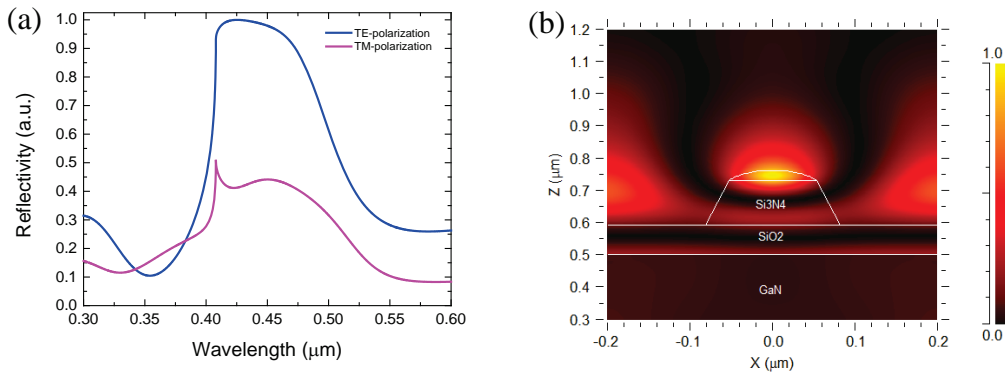 (a)
1.0
0.9
0.8
0.7
0.6
0.5
0.4
0.3
0.2
0.1
0.0
Reflectivity (a.u.)
TE-polarization
TM-polarization
0.30 0.35 0.40 0.45 0.50 0.55 0.60
Wavelength (μm)
(b)
1.2
1.1
1.0
0.9
0.8
0.7
0.6
0.5
0.4
0.3
Z (μm)
Si3N4
SiO2
GaN
-0.2 -0.1 0.0 0.1 0.2
X (μm)
1.0
0.0